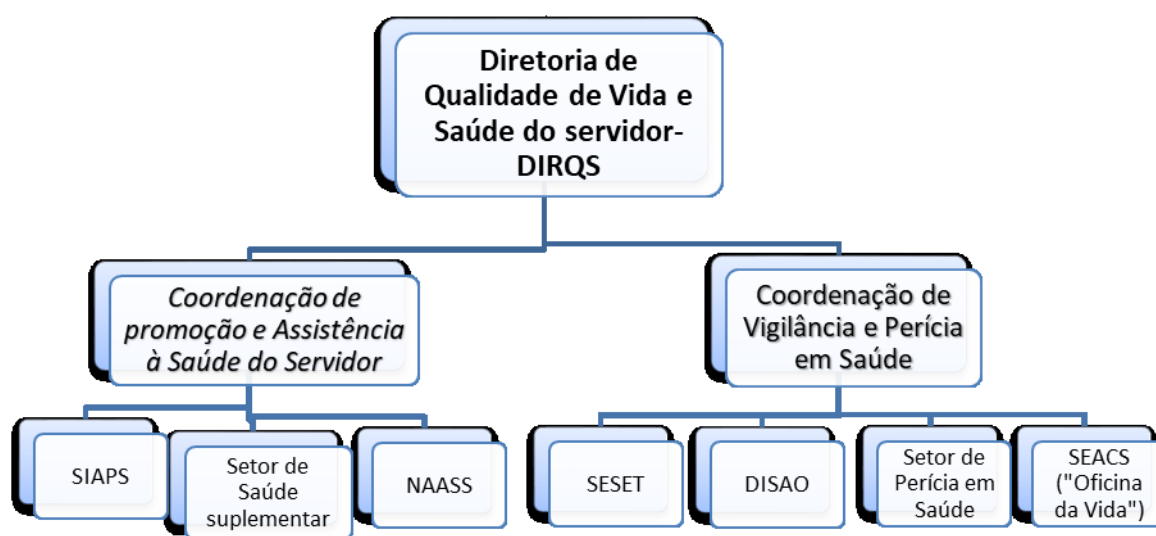 Diretoria de
Qualidade de Vida e
Saúde do servidor-
DIRQS
Coordenação de
promoção e Assistência
à Saúde do Servidor
Coordenação de
Vigilância e Perícia
em Saúde
SIAPS
Setor de
Saúde
suplementar
NAASS
SESET
DISAO
Setor de
Perícia em
Saúde
SEACS
("Oficina
da Vida")